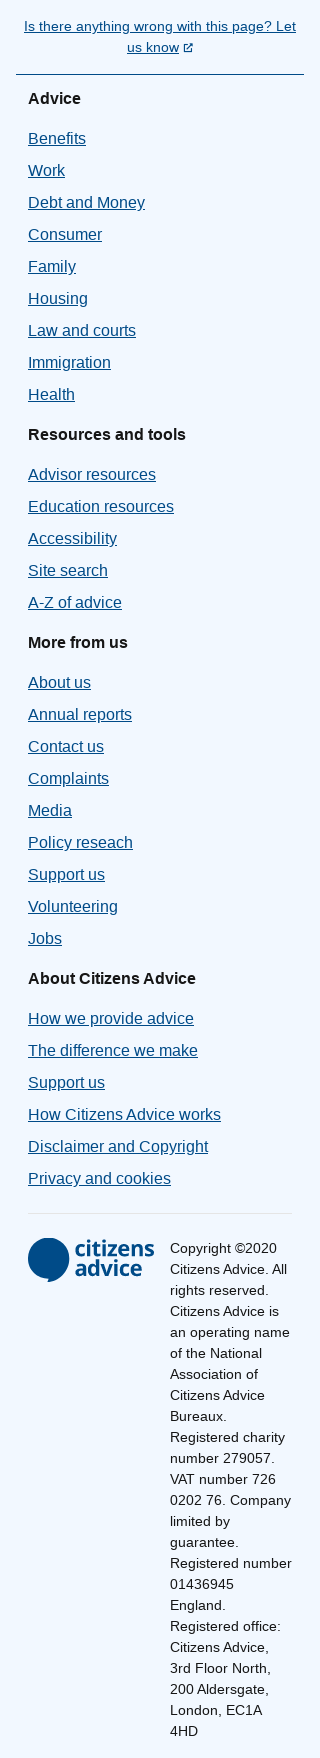 Is there anything wrong with this page? Let
us know
Advice
Benefits
Work
Debt and Money
Consumer
Family
Housing
Law and courts
Immigration
Health
Resources and tools
Advisor resources
Education resources
Accessibility
Site search
A-Z of advice
More from us
About us
Annual reports
Contact us
Complaints
Media
Policy reseach
Support us
Volunteering
Jobs
About Citizens Advice
How we provide advice
The difference we make
Support us
How Citizens Advice works
Disclaimer and Copyright
Privacy and cookies
citizens
advice
Copyright ©2020
Citizens Advice. All
rights reserved.
Citizens Advice is
an operating name
of the National
Association of
Citizens Advice
Bureaux.
Registered charity
number 279057.
VAT number 726
0202 76. Company
limited by
guarantee.
Registered number
01436945
England.
Registered office:
Citizens Advice,
3rd Floor North,
200 Aldersgate,
London, EC1A
4HD